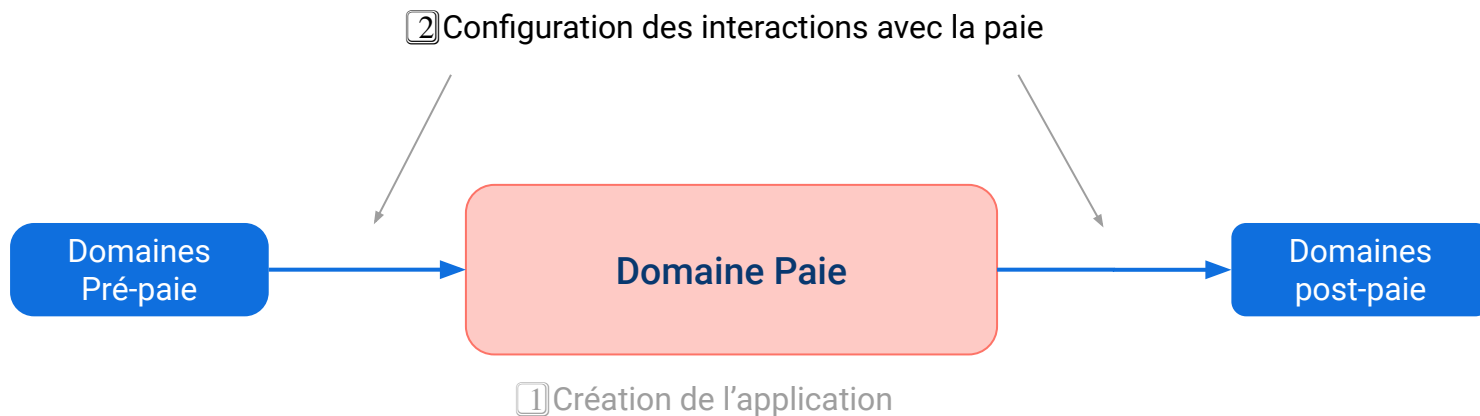 2 Configuration des interactions avec la paie
Domaines
Pré-paie
Domaine Paie
Domaines
post-paie
1 Création de l’application